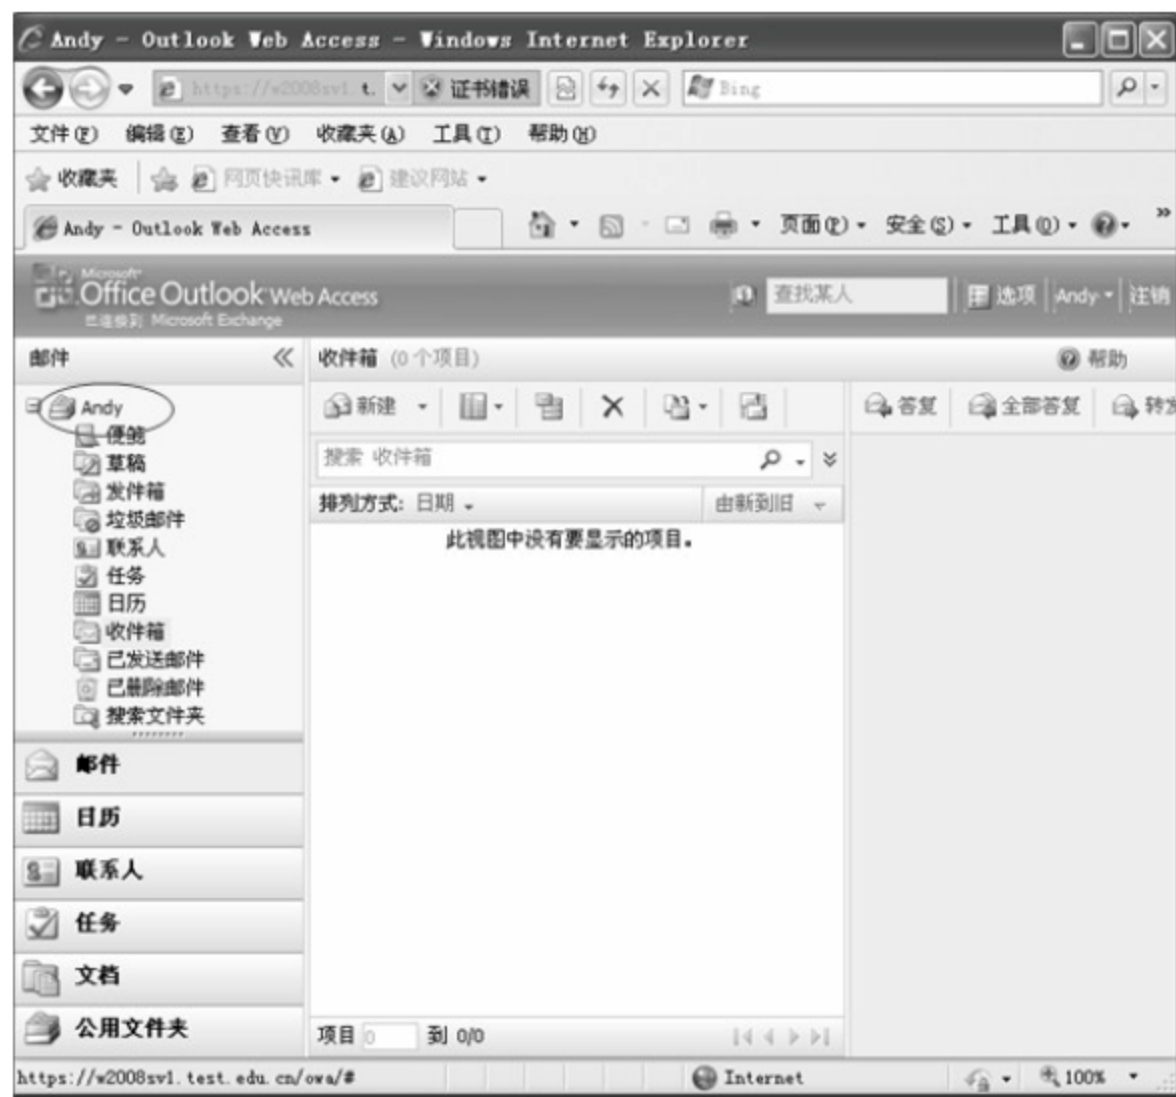 Andy - Outlook Web Access - Windows Internet Explorer
https://w2008sv1.t. 证书错误 Bing
文件(F) 编辑(E) 查看(V) 收藏夹(A) 工具(T) 帮助(H)
收藏夹 网页快讯库 建议网站
Andy - Outlook Web Access 页面(P) 安全(S) 工具(O) »
Microsoft
Office Outlook Web Access 查找某人 选项 Andy 注销
已连接到 Microsoft Exchange
邮件 « 收件箱 (0 个项目) 帮助
Andy 新建 答复 全部答复 转发
便笺
草稿 搜索 收件箱
发件箱 排列方式: 日期 由新到旧
垃圾邮件 此视图中没有要显示的项目。
联系人
任务
日历
收件箱
已发送邮件
已删除邮件
搜索文件夹
邮件
日历
联系人
任务
文档
公用文件夹 项目 0 到 0/0
https://w2008sv1.test.edu.cn/owa/# Internet 100%